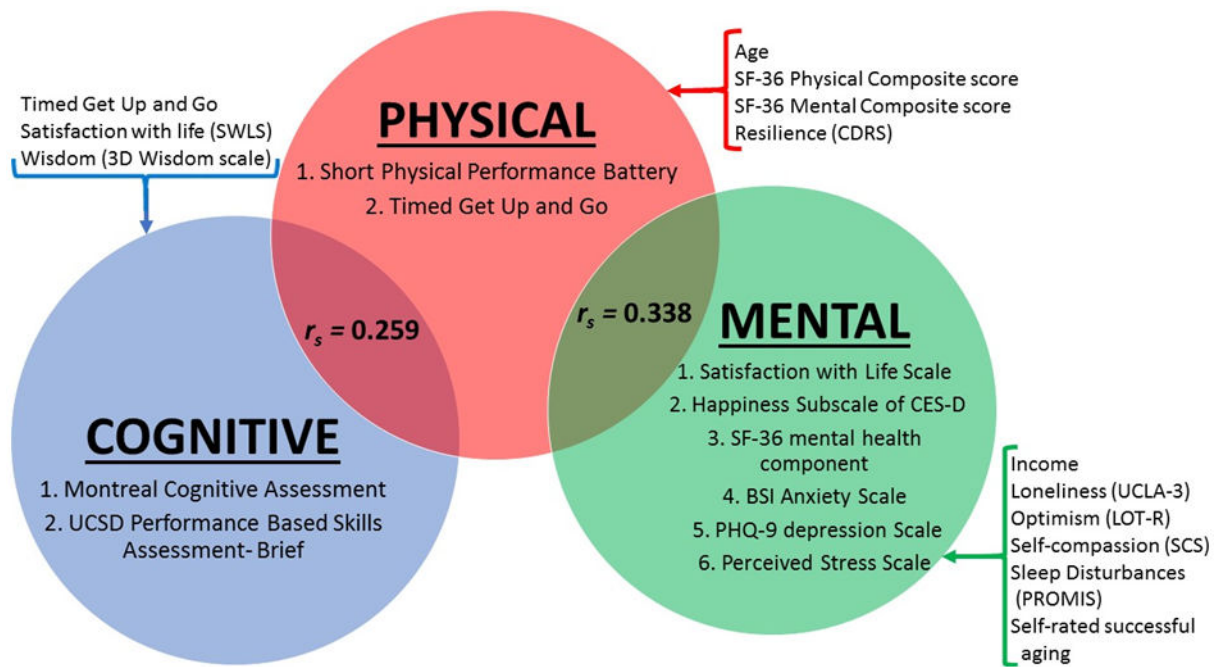 Timed Get Up and Go
Satisfaction with life (SWLS)
Wisdom (3D Wisdom scale)
PHYSICAL
1. Short Physical Performance Battery
2. Timed Get Up and Go
Age
SF-36 Physical Composite score
SF-36 Mental Composite score
Resilience (CDRS)
rs = 0.259
rs = 0.338
COGNITIVE
1. Montreal Cognitive Assessment
2. UCSD Performance Based Skills
Assessment- Brief
MENTAL
1. Satisfaction with Life Scale
2. Happiness Subscale of CES-D
3. SF-36 mental health
component
4. BSI Anxiety Scale
5. PHQ-9 depression Scale
6. Perceived Stress Scale
Income
Loneliness (UCLA-3)
Optimism (LOT-R)
Self-compassion (SCS)
Sleep Disturbances
(PROMIS)
Self-rated successful
aging